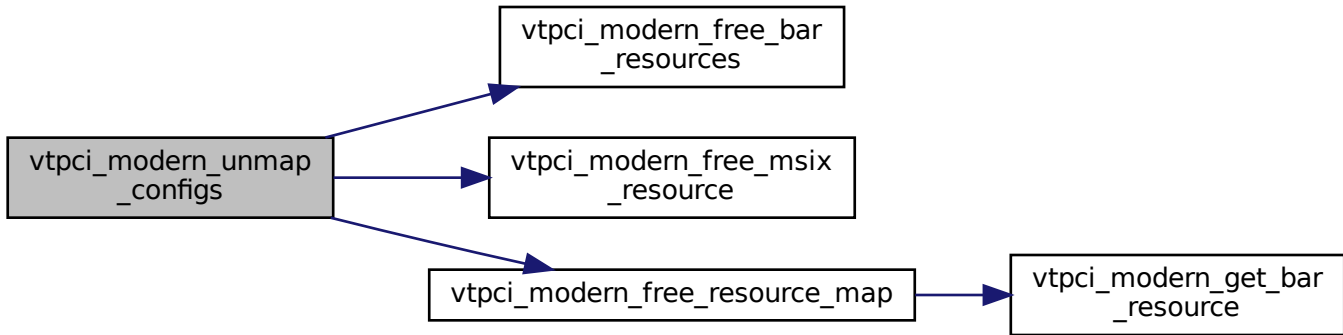 vtpci_modern_free_bar
_resources
vtpci_modern_unmap
_configs
vtpci_modern_free_msix
_resource
vtpci_modern_free_resource_map
vtpci_modern_get_bar
_resource